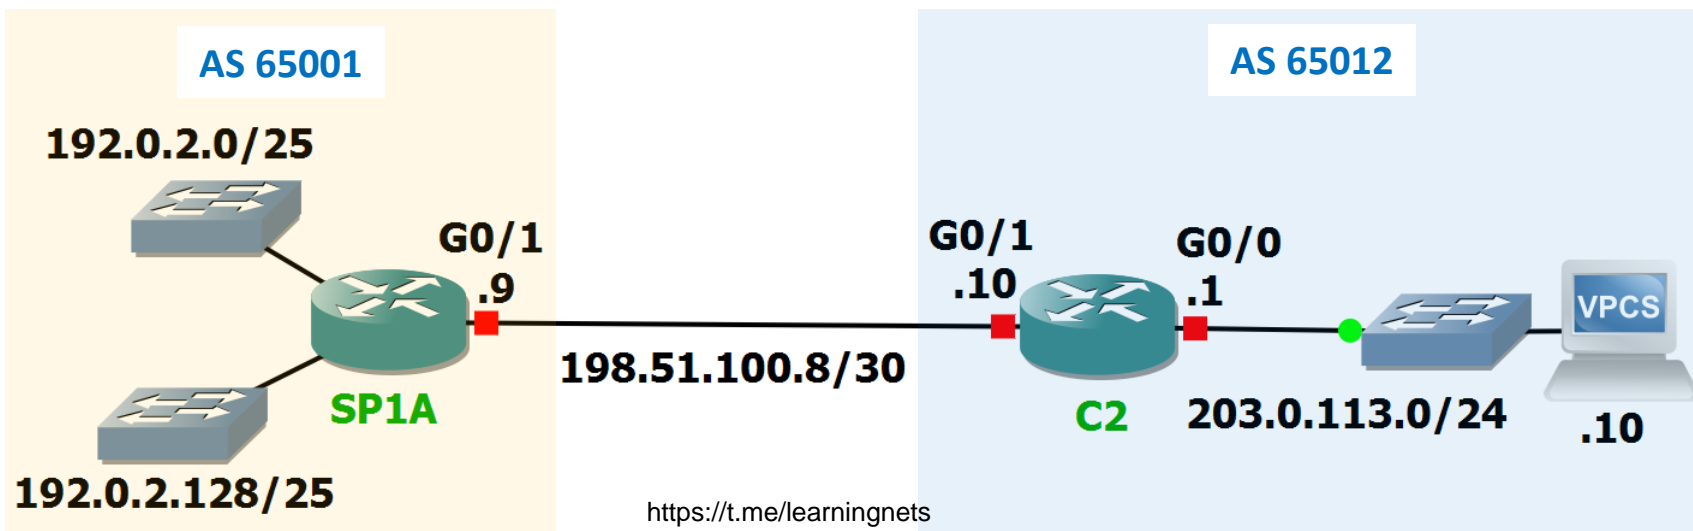 AS 65001
AS 65012
192.0.2.0/25
G0/1
.9
G0/1
.10
G0/0
.1
VPCS
198.51.100.8/30
SP1A
C2
203.0.113.0/24
.10
192.0.2.128/25
https://t.me/learningnets